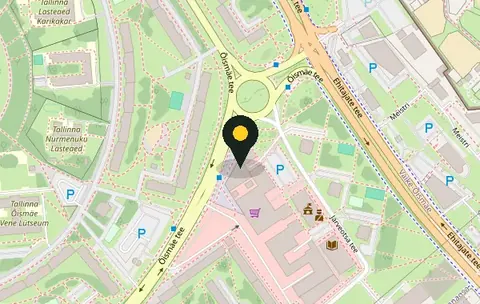 Tallinna
Lasteaed
Karikakar
Õismäe tee
Õismäe tee
Ehitajate tee
Meistri
Meistri
Tallinna
Nurmenuku
Lasteaed
P
P
P
P
P
Väike-Õismäe
Tallinna
Õismäe
Vene Lütseum
Õismäe tee
Järveotsa tee
Ehitajate tee